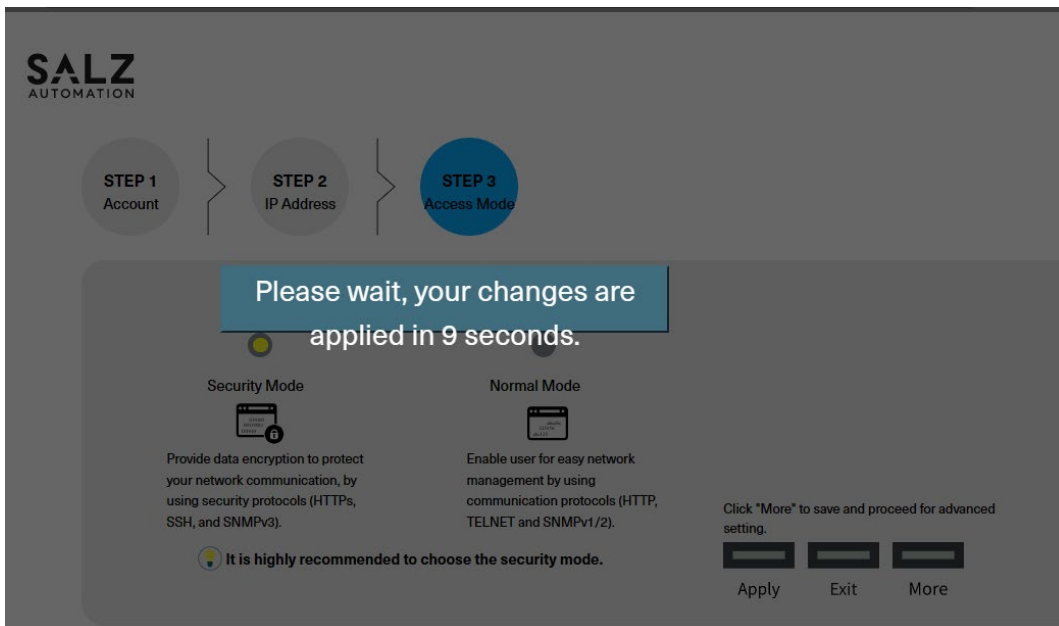 SALZ
AUTOMATION
STEP 1
Account
STEP 2
IP Address
STEP 3
Access Mode
Please wait, your changes are
applied in 9 seconds.
Security Mode
Normal Mode
Provide data encryption to protect
your network communication, by
using security protocols (HTTPs,
SSH, and SNMPv3).
Enable user for easy network
management by using
communication protocols (HTTP,
TELNET and SNMPv1/2).
It is highly recommended to choose the security mode.
Click "More" to save and proceed for advanced
setting.
Apply Exit More